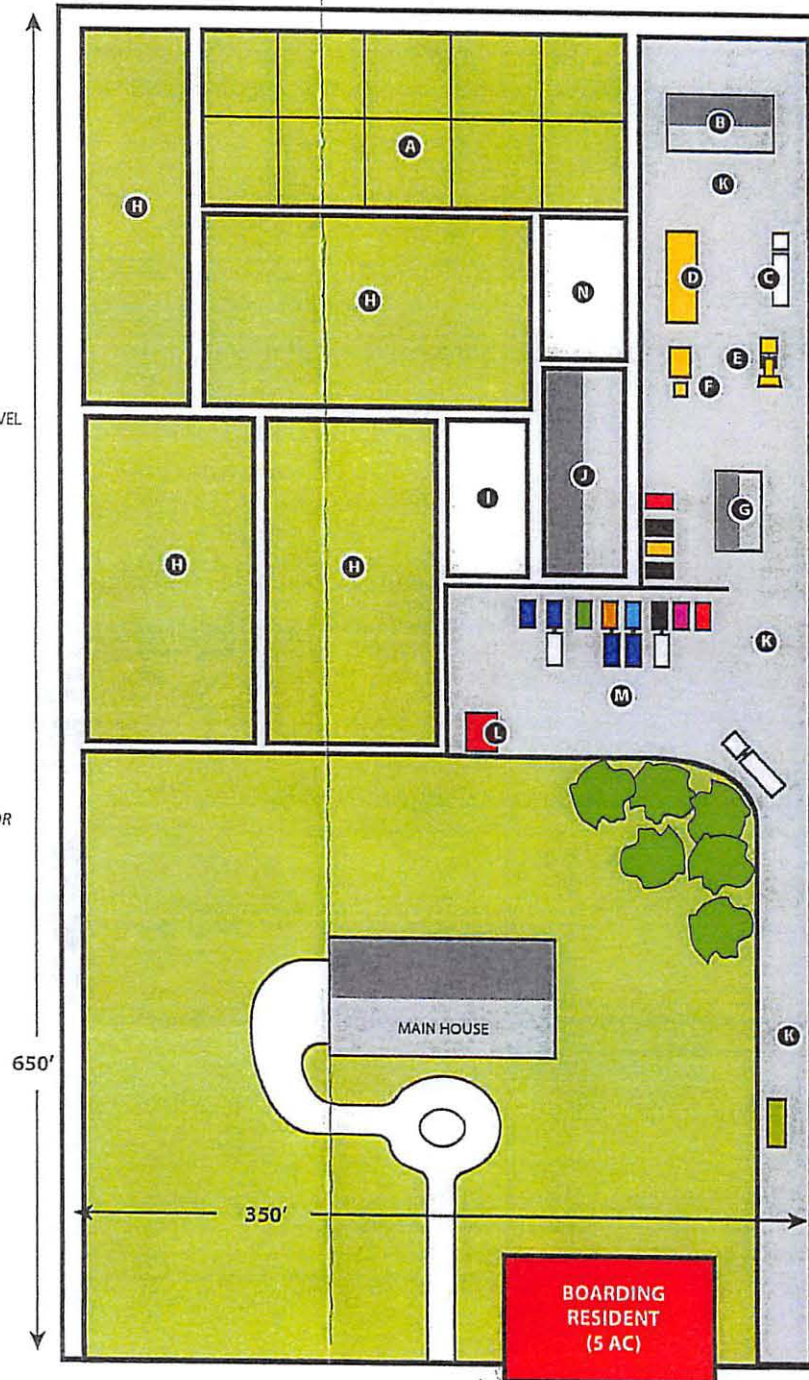 A
B
K
H
H
N
D
C
E
F
VEL
I
J
G
H
H
K
M
L
OR
MAIN HOUSE
K
650'
350'
BOARDING
RESIDENT
(5 AC)